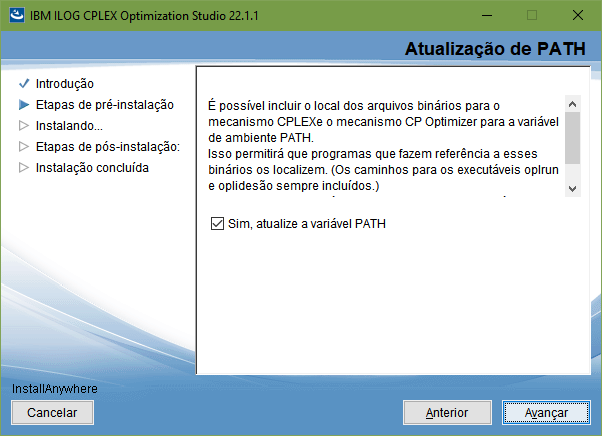 IBM ILOG CPLEX Optimization Studio 22.1.1
Atualização de PATH
Introdução
Etapas de pré-instalação
Instalando...
Etapas de pós-instalação:
Instalação concluída
É possível incluir o local dos arquivos binários para o
mecanismo CPLEXe o mecanismo CP Optimizer para a variável
de ambiente PATH.
Isso permitirá que programas que fazem referência a esses
binários os localizem. (Os caminhos para os executáveis oplrun
e oplidesão sempre incluídos.)
Sim, atualize a variável PATH
InstallAnywhere
Cancelar
Anterior
Avançar